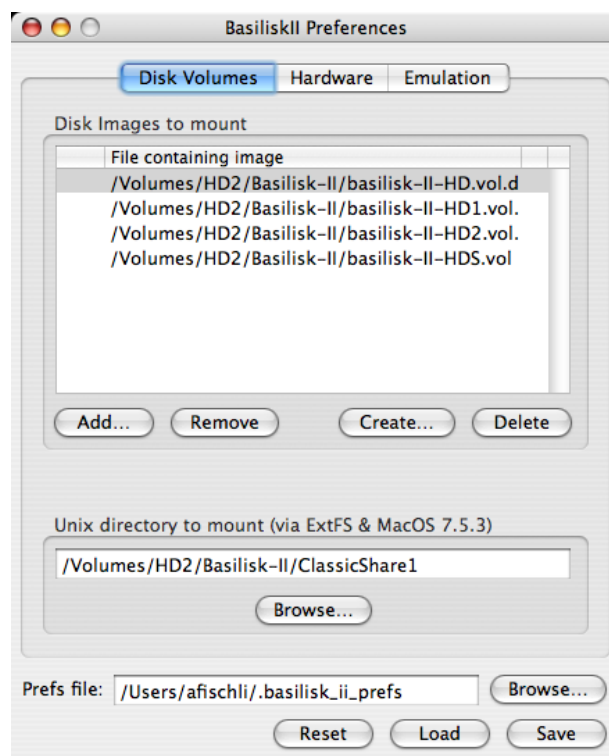 BasiliskII Preferences
Disk Volumes Hardware Emulation
Disk Images to mount
File containing image
/Volumes/HD2/Basilisk-II/basilisk-II-HD.vol.d
/Volumes/HD2/Basilisk-II/basilisk-II-HD1.vol.
/Volumes/HD2/Basilisk-II/basilisk-II-HD2.vol.
/Volumes/HD2/Basilisk-II/basilisk-II-HDS.vol
Add... Remove Create... Delete
Unix directory to mount (via ExtFS & MacOS 7.5.3)
/Volumes/HD2/Basilisk-II/ClassicShare1
Browse...
Prefs file: /Users/afischli/.basilisk_ii_prefs Browse...
Reset Load Save